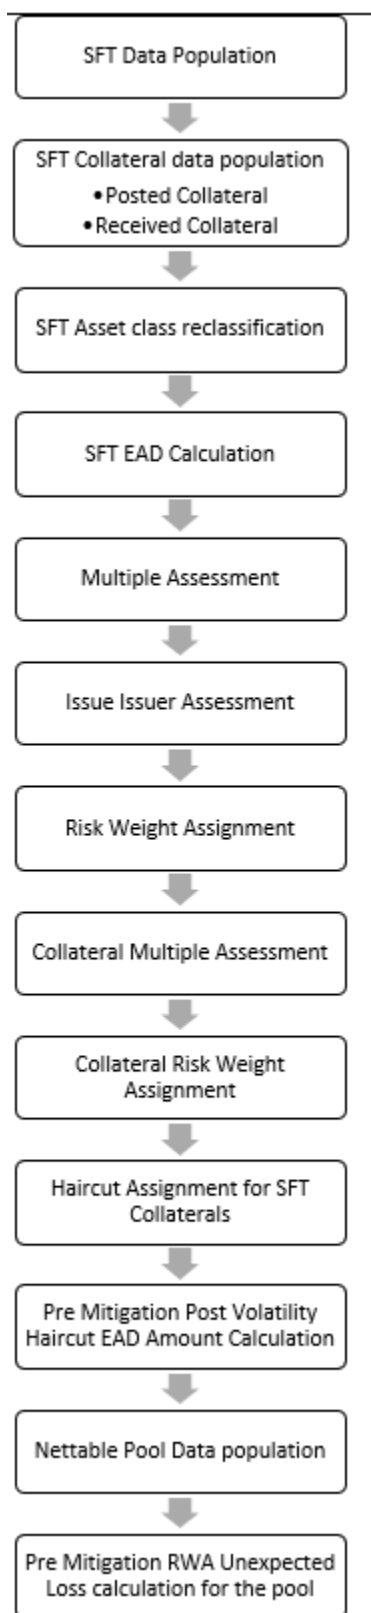 SFT Data Population
SFT Collateral data population
•Posted Collateral
•Received Collateral
SFT Asset class reclassification
SFT EAD Calculation
Multiple Assessment
Issue Issuer Assessment
Risk Weight Assignment
Collateral Multiple Assessment
Collateral Risk Weight
Assignment
Haircut Assignment for SFT
Collaterals
Pre Mitigation Post Volatility
Haircut EAD Amount Calculation
Nettable Pool Data population
Pre Mitigation RWA Unexpected
Loss calculation for the pool